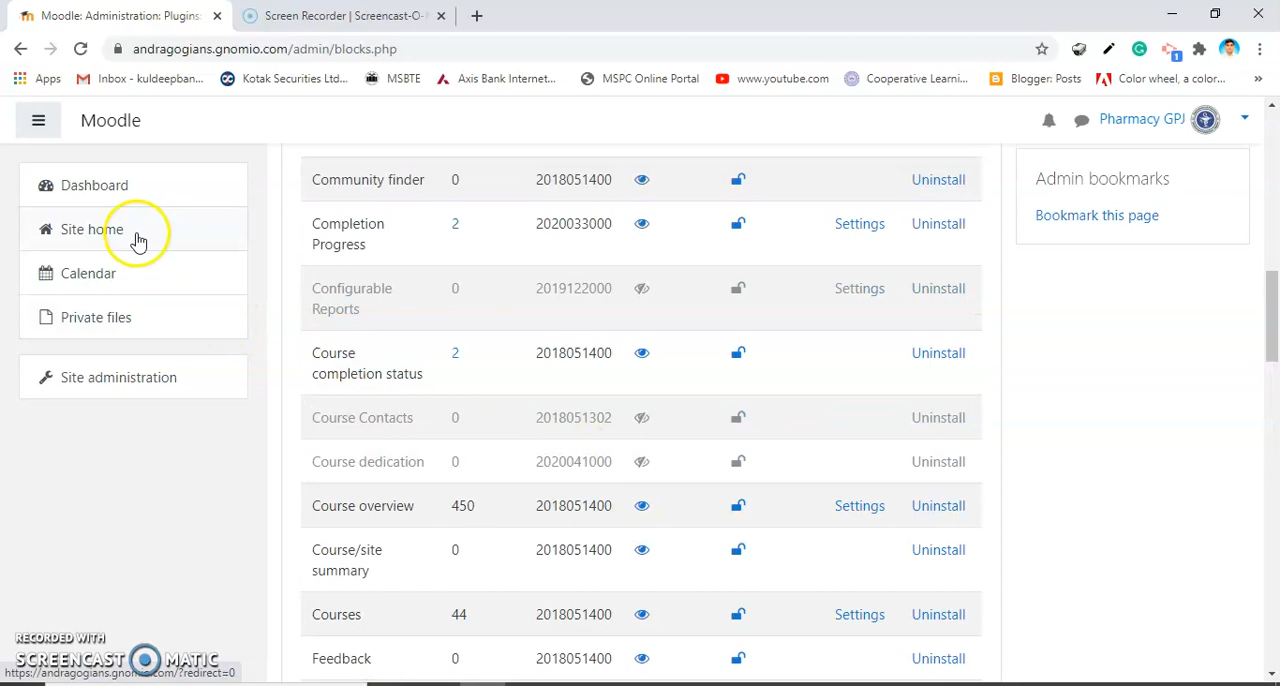 Moodle: Administration: Plugins:
Screen Recorder | Screencast-O-
andragogians.gnomio.com/admin/blocks.php
Apps
Inbox - kuldeepban...
Kotak Securities Ltd...
MSBTE
Axis Bank Internet...
MSPC Online Portal
www.youtube.com
Cooperative Learni...
Blogger: Posts
Color wheel, a color...
1
Moodle
Pharmacy GPJ
Dashboard
Site home
Calendar
Private files
Site administration
Community finder 0 2018051400 Uninstall
Completion Progress 2 2020033000 Settings Uninstall
Configurable Reports 0 2019122000 Settings Uninstall
Course completion status 2 2018051400 Uninstall
Course Contacts 0 2018051302 Uninstall
Course dedication 0 2020041000 Uninstall
Course overview 450 2018051400 Settings Uninstall
Course/site summary 0 2018051400 Uninstall
Courses 44 2018051400 Settings Uninstall
Feedback 0 2018051400 Uninstall
Admin bookmarks
Bookmark this page
RECORDED WITH
SCREENCAST MATIC
https://andragogians.gnomio.com/?redirect=0